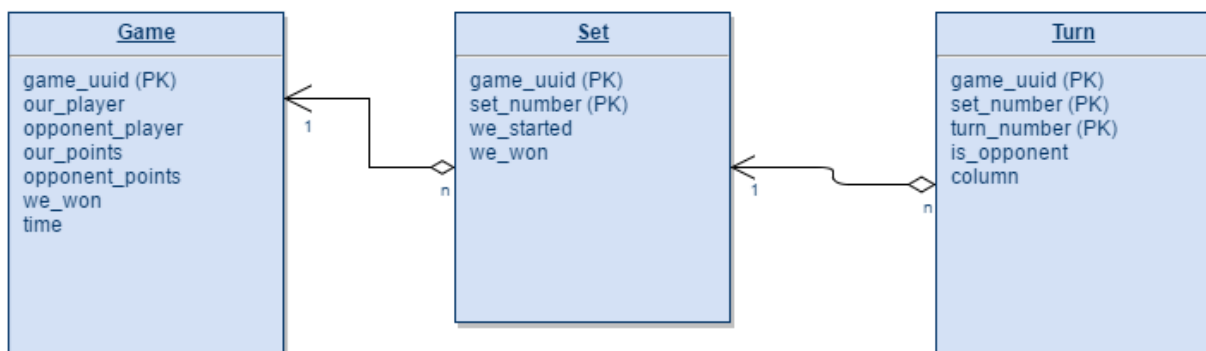 Game
game_uuid (PK)
our_player
opponent_player
our_points
opponent_points
we_won
time
1
n
Set
game_uuid (PK)
set_number (PK)
we_started
we_won
1
n
Turn
game_uuid (PK)
set_number (PK)
turn_number (PK)
is_opponent
column